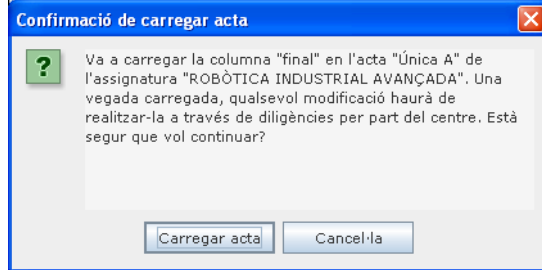 Confirmació de carregar acta
Va a carregar la columna "final" en l'acta "Única A" de
l'assignatura "ROBÒTICA INDUSTRIAL AVANÇADA". Una
vegada carregada, qualsevol modificació haurà de
realitzar-la a través de diligències per part del centre. Està
segur que vol continuar?
Carregar acta Cancel·la